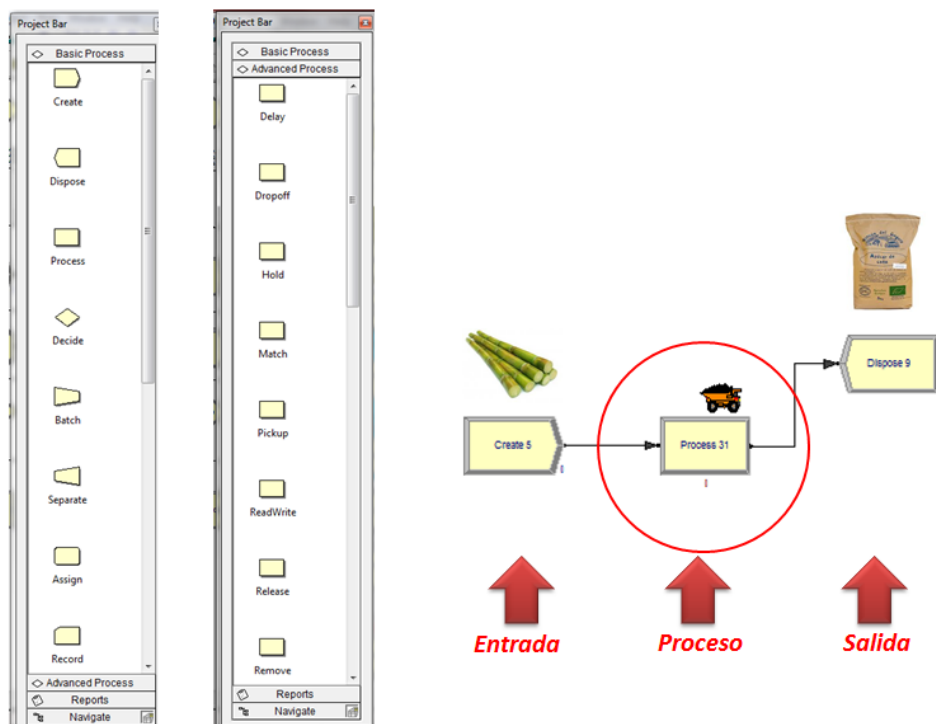 Project Bar
Basic Process
Create
Dispose
Process
Decide
Batch
Separate
Assign
Record
Advanced Process
Reports
Navigate
Project Bar
Basic Process
Advanced Process
Delay
Dropoff
Hold
Match
Pickup
ReadWrite
Release
Remove
Reports
Navigate
Dispose 9
Create 5
Process 31
Entrada
Proceso
Salida